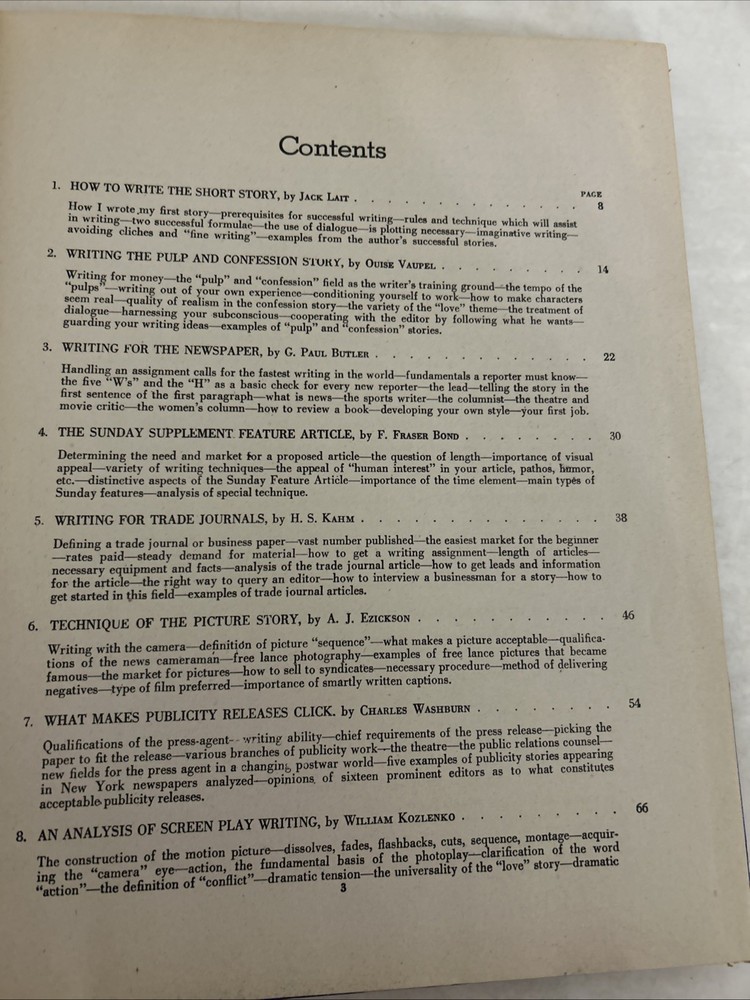 Contents
PAGE
1. HOW TO WRITE THE SHORT STORY, by Jack Lait . . . . . . . . . . . . . . 8
How I wrote my first story—prerequisites for successful writing—rules and technique which will assist
in writing—two successful formulae—the use of dialogue—is plotting necessary—imaginative writing—
avoiding cliches and "fine writing"—examples from the author's successful stories.
2. WRITING THE PULP AND CONFESSION STORY, by Ouise Vaupel . . . . . . . . . 14
Writing for money—the "pulp" and "confession" field as the writer's training ground—the tempo of the
"pulps"—writing out of your own experience—conditioning yourself to work—how to make characters
seem real—quality of realism in the confession story—the variety of the "love" theme—the treatment of
dialogue—harnessing your subconscious—cooperating with the editor by following what he wants—
guarding your writing ideas—examples of "pulp" and "confession" stories.
3. WRITING FOR THE NEWSPAPER, by G. Paul Butler . . . . . . . . . . . . . 22
Handling an assignment calls for the fastest writing in the world—fundamentals a reporter must know—
the five "W's" and the "H" as a basic check for every new reporter—the lead—telling the story in the
first sentence of the first paragraph—what is news—the sports writer—the columnist—the theatre and
movie critic—the women's column—how to review a book—developing your own style—your first job.
4. THE SUNDAY SUPPLEMENT FEATURE ARTICLE, by F. Fraser Bond . . . . . . . . 30
Determining the need and market for a proposed article—the question of length—importance of visual
appeal—variety of writing techniques—the appeal of "human interest" in your article, pathos, humor,
etc.—distinctive aspects of the Sunday Feature Article—importance of the time element—main types of
Sunday features—analysis of special technique.
5. WRITING FOR TRADE JOURNALS, by H. S. Kahm . . . . . . . . . . . . . . 38
Defining a trade journal or business paper—vast number published—the easiest market for the beginner
—rates paid—steady demand for material—how to get a writing assignment—length of articles—
necessary equipment and facts—analysis of the trade journal article—how to get leads and information
for the article—the right way to query an editor—how to interview a businessman for a story—how to
get started in this field—examples of trade journal articles.
6. TECHNIQUE OF THE PICTURE STORY, by A. J. Ezickson . . . . . . . . . . . 46
Writing with the camera—definition of picture "sequence"—what makes a picture acceptable—qualifica-
tions of the news cameraman—free lance photography—examples of free lance pictures that became
famous—the market for pictures—how to sell to syndicates—necessary procedure—method of delivering
negatives—type of film preferred—importance of smartly written captions.
7. WHAT MAKES PUBLICITY RELEASES CLICK. by Charles Washburn . . . . . . . . 54
Qualifications of the press-agent—writing ability—chief requirements of the press release—picking the
paper to fit the release—various branches of publicity work—the theatre—the public relations counsel—
new fields for the press agent in a changing postwar world—five examples of publicity stories appearing
in New York newspapers analyzed—opinions of sixteen prominent editors as to what constitutes
acceptable publicity releases.
8. AN ANALYSIS OF SCREEN PLAY WRITING, by William Kozlenko . . . . . . . . . 66
The construction of the motion picture—dissolves, fades, flashbacks, cuts, sequence, montage—acquir-
ing the "camera" eye—action, the fundamental basis of the photoplay—clarification of the word
"action"—the definition of "conflict"—dramatic tension—the universality of the "love" story—dramatic
3